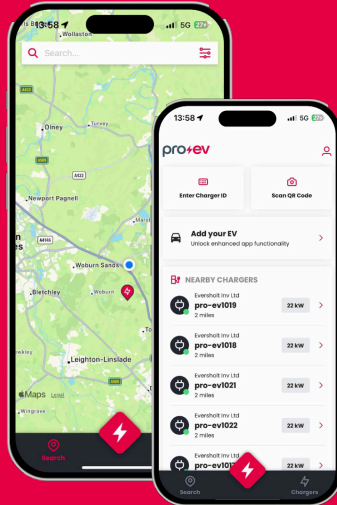 13:58
5G 27
Wollaston
Search...
Olney
Turvey
A422
Newport Pagnell
A4146
Woburn Sands
Bletchley
Woburn
Leighton-Linslade
Maps Legal
Wingrave
Search
13:58
5G 27
pro ev
Enter Charger ID
Scan QR Code
Add your EV
Unlock enhanced app functionality
NEARBY CHARGERS
Eversholt Inv Ltd
pro-ev1019
22 kW
2 miles
Eversholt Inv Ltd
pro-ev1018
22 kW
2 miles
Eversholt Inv Ltd
pro-ev1021
22 kW
2 miles
Eversholt Inv Ltd
pro-ev1022
22 kW
2 miles
Eversholt Inv Ltd
22 kW
Search
Chargers